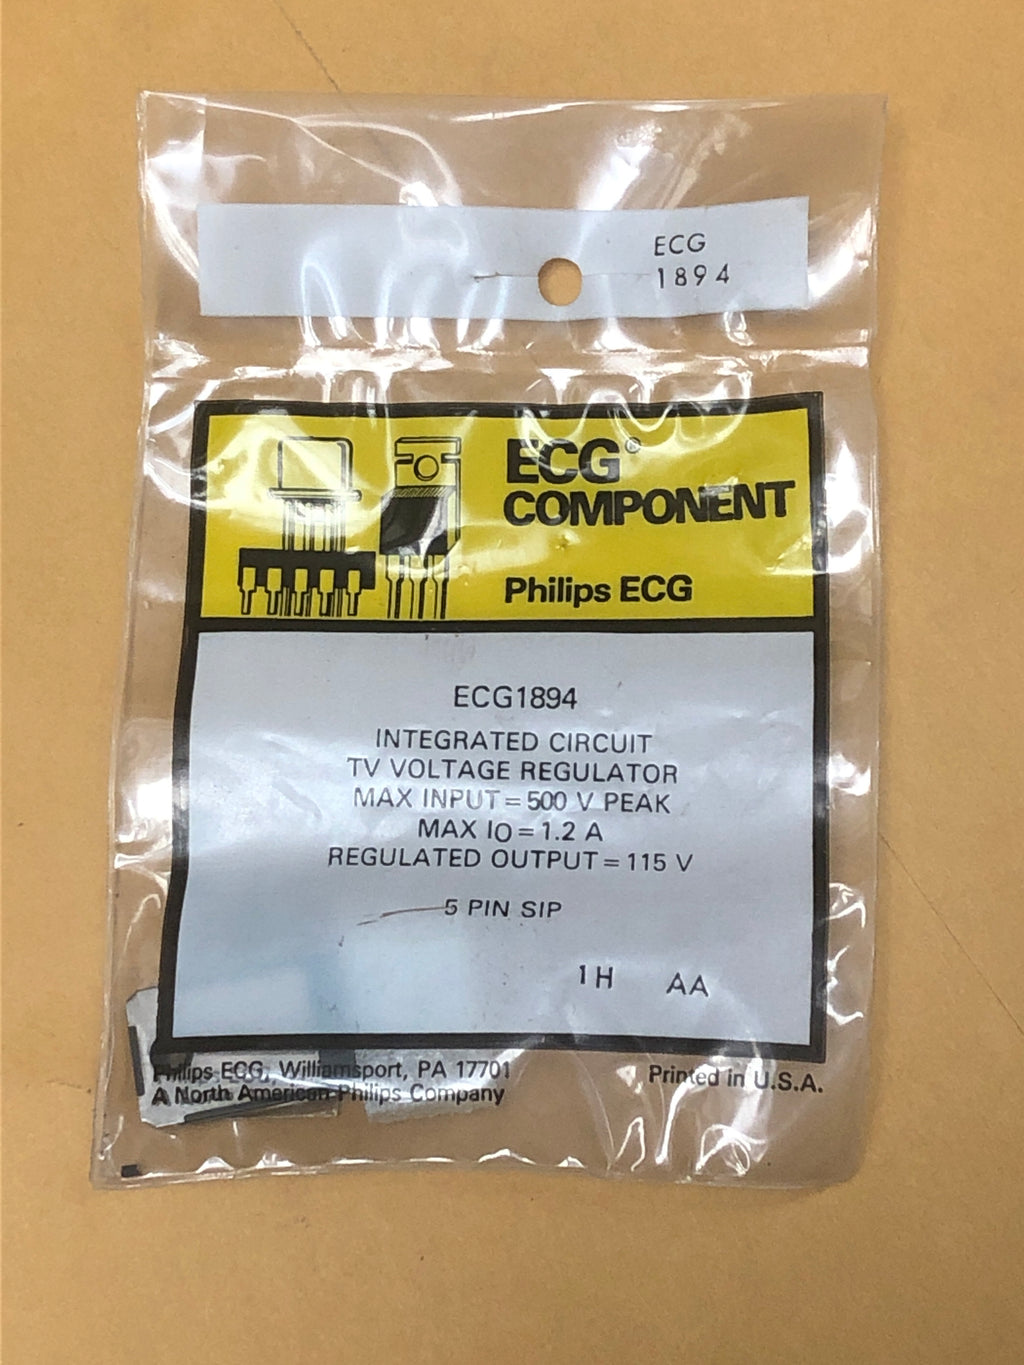 ECG
1894
ECG®
COMPONENT
Philips ECG
ECG1894
INTEGRATED CIRCUIT
TV VOLTAGE REGULATOR
MAX INPUT = 500 V PEAK
MAX IO = 1.2 A
REGULATED OUTPUT = 115 V
5 PIN SIP
1H AA
Philips ECG, Williamsport, PA 17701
A North American Philips Company
Printed in U.S.A.